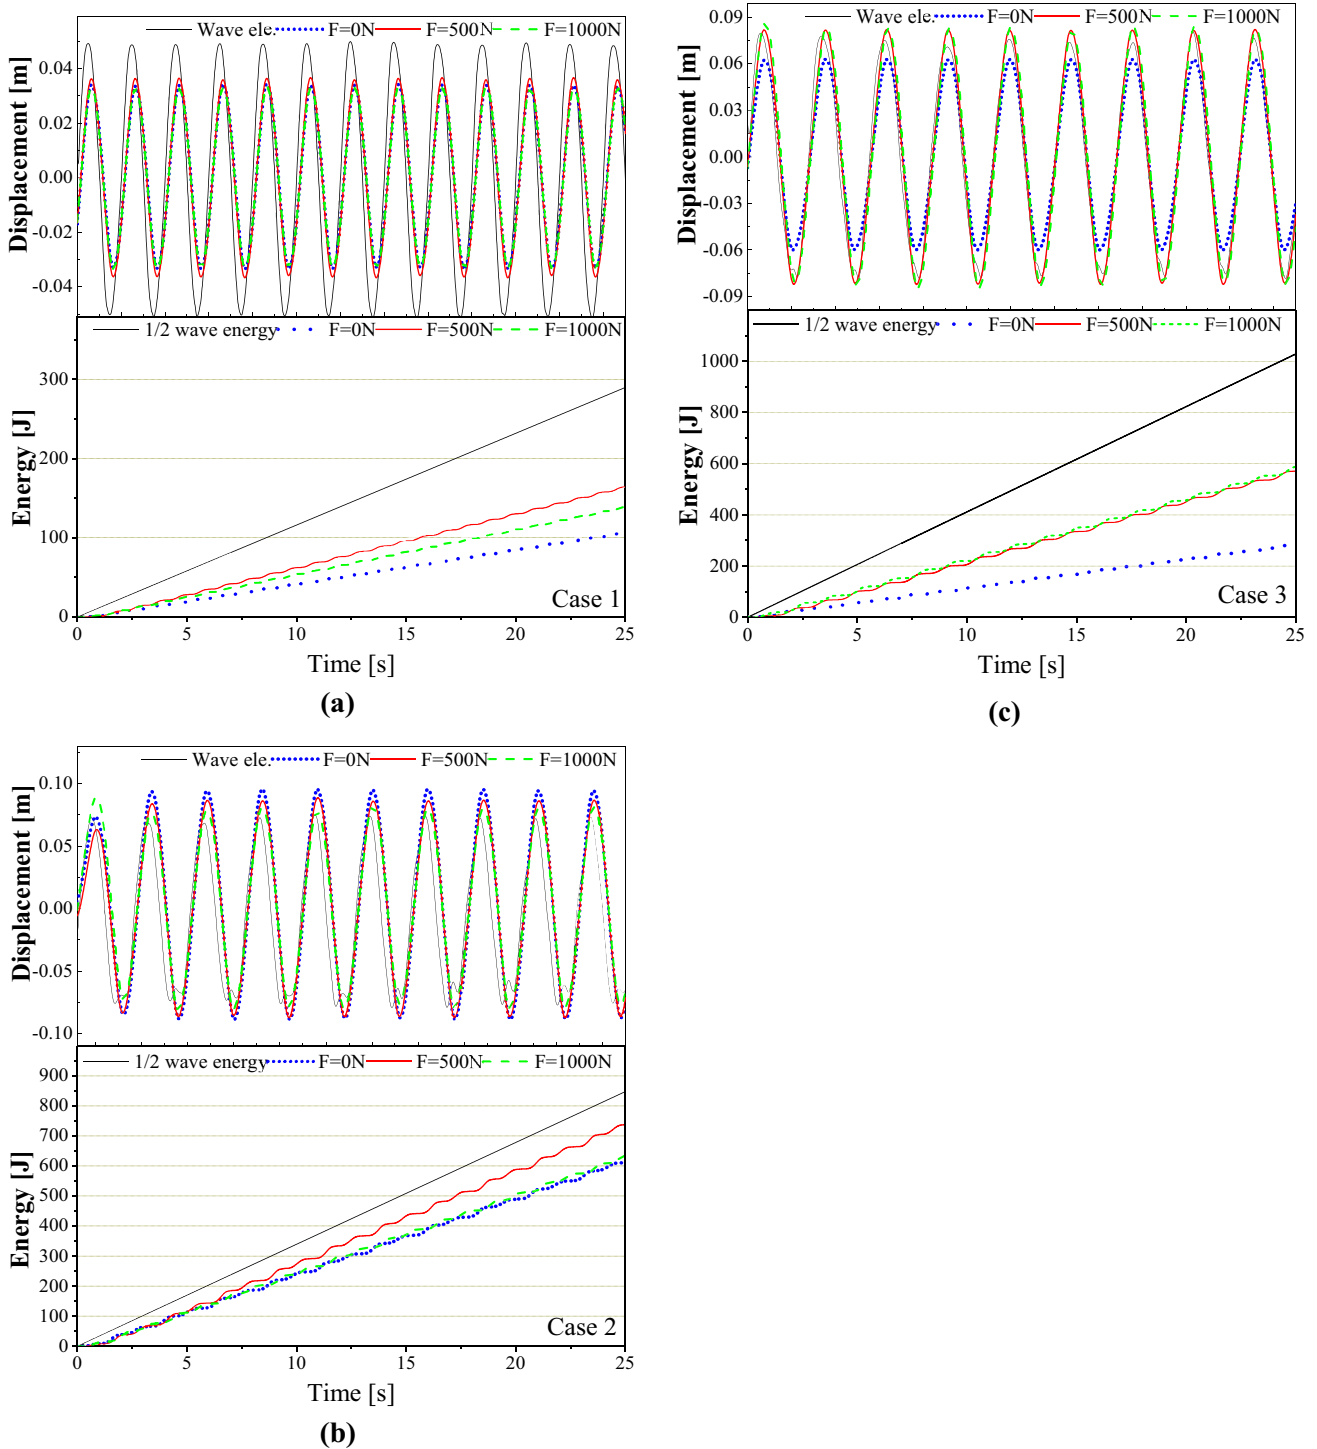 Wave ele. F=0N F=500N F=1000N
0.04
0.02
0.00
-0.02
-0.04
Displacement [m]
1/2 wave energy F=0N F=500N F=1000N
300
200
100
0
Energy [J]
Case 1
0 5 10 15 20 25
Time [s]
(a)
Wave ele. F=0N F=500N F=1000N
0.09
0.06
0.03
0.00
-0.03
-0.06
-0.09
Displacement [m]
1/2 wave energy F=0N F=500N F=1000N
1000
800
600
400
200
0
Energy [J]
Case 3
0 5 10 15 20 25
Time [s]
(c)
Wave ele. F=0N F=500N F=1000N
0.10
0.05
0.00
-0.05
-0.10
Displacement [m]
1/2 wave energy F=0N F=500N F=1000N
900
800
700
600
500
400
300
200
100
0
Energy [J]
Case 2
0 5 10 15 20 25
Time [s]
(b)